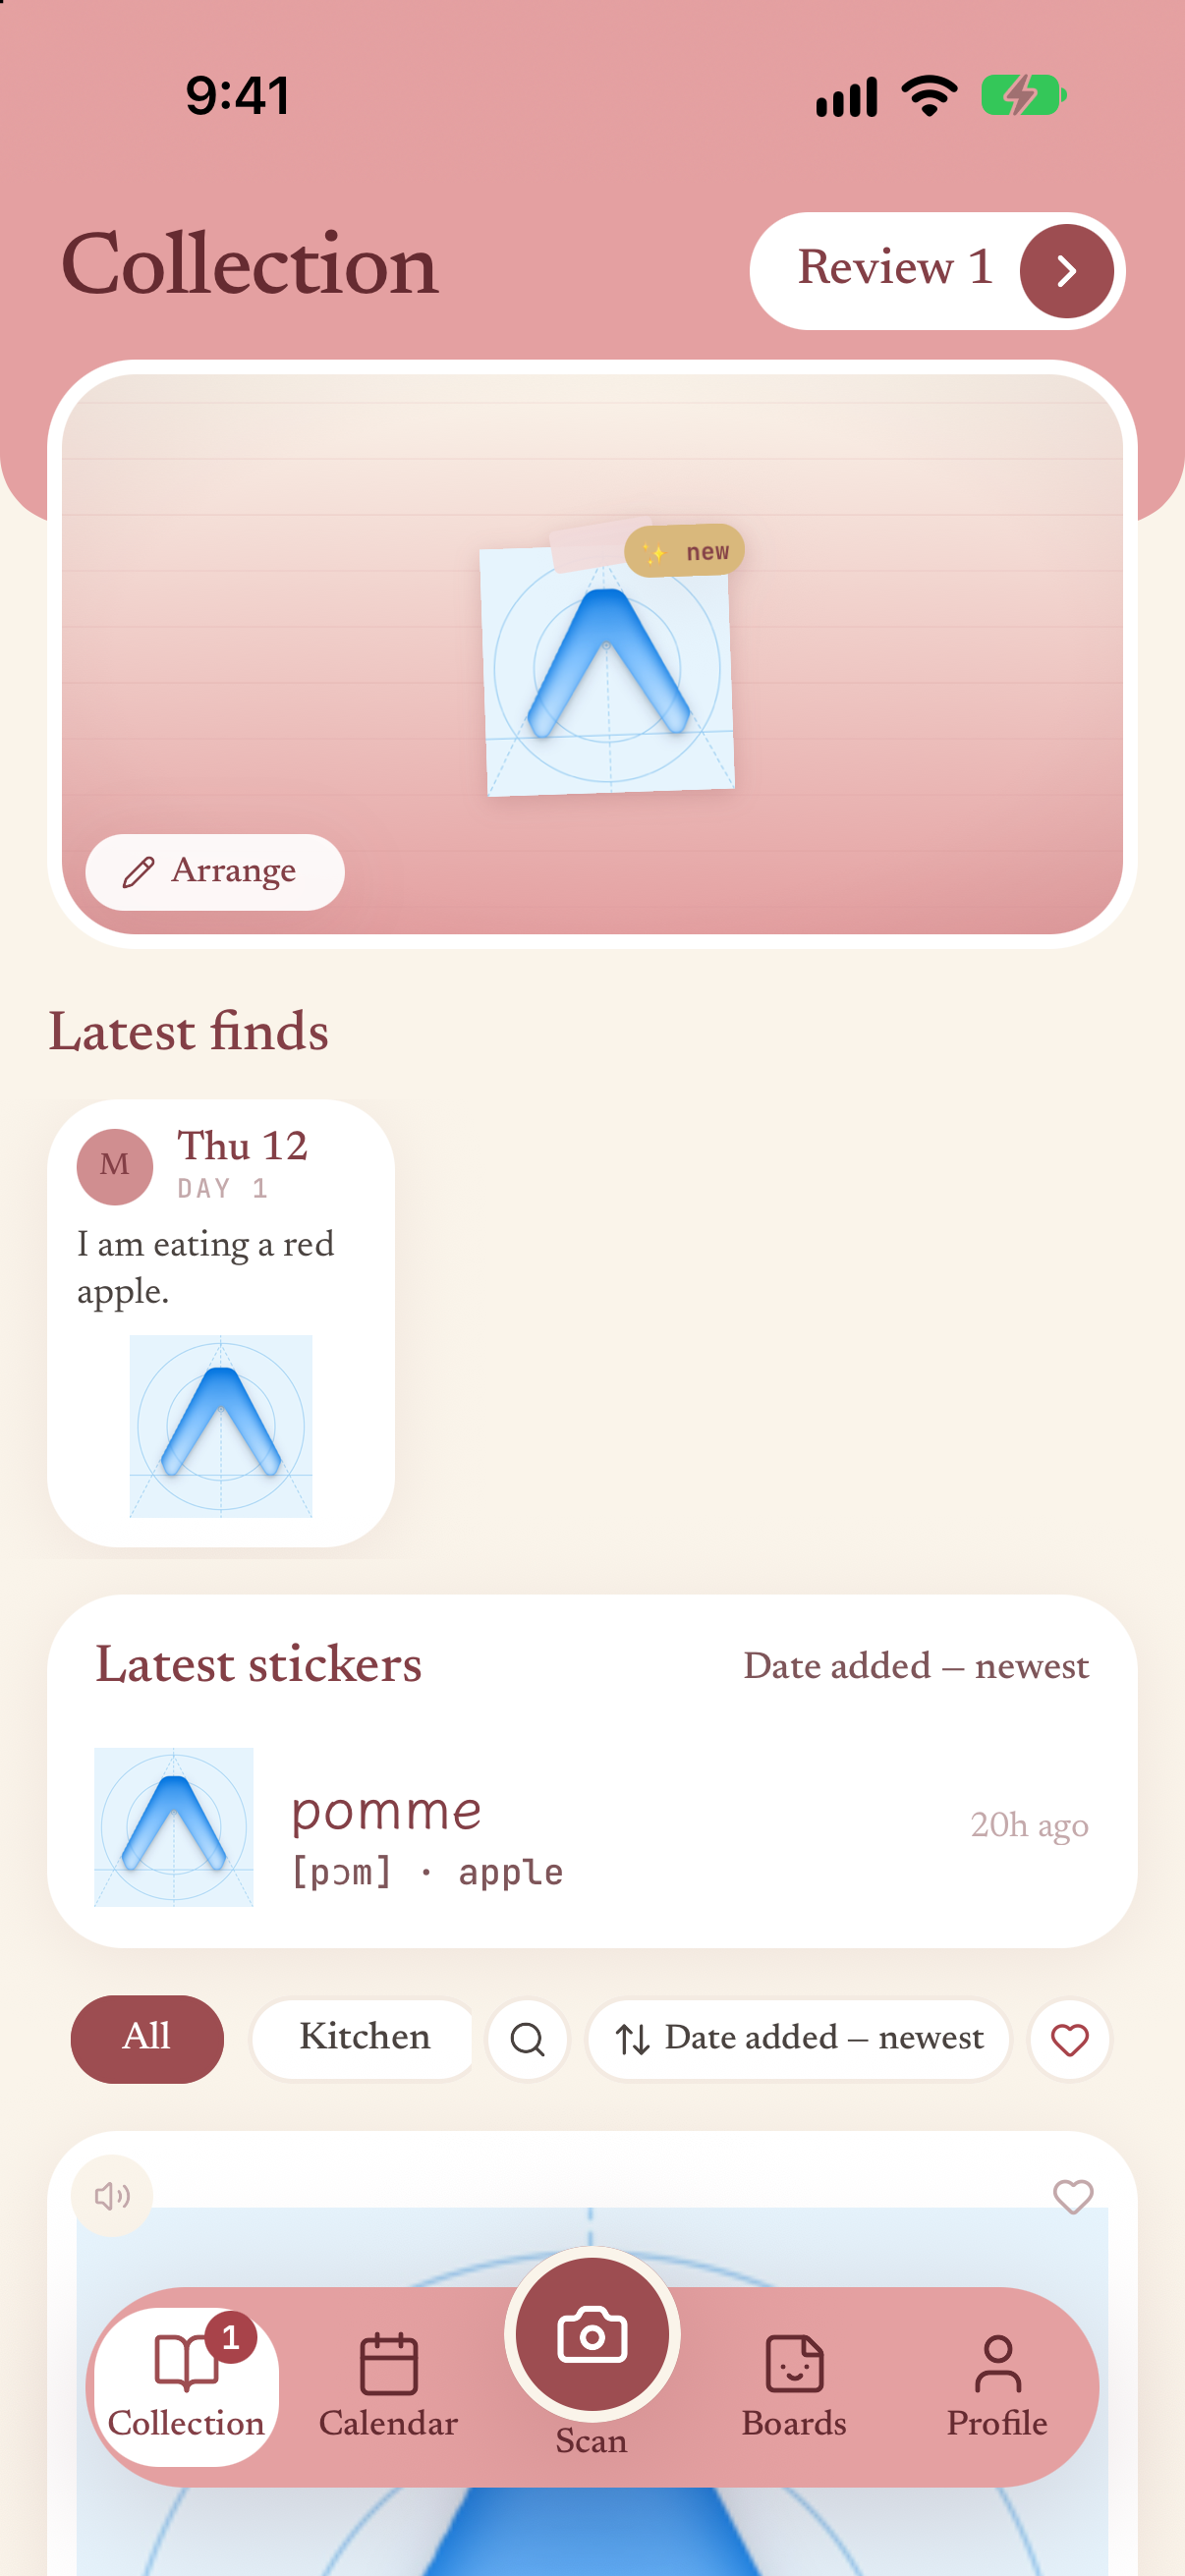 9:41
Collection
Review 1
✨ new
Arrange
Latest finds
M
Thu 12
DAY 1
I am eating a red
apple.
Latest stickers
Date added – newest
pomme
20h ago
[pɔm] · apple
All
Kitchen
Date added – newest
1
Collection
Calendar
Scan
Boards
Profile